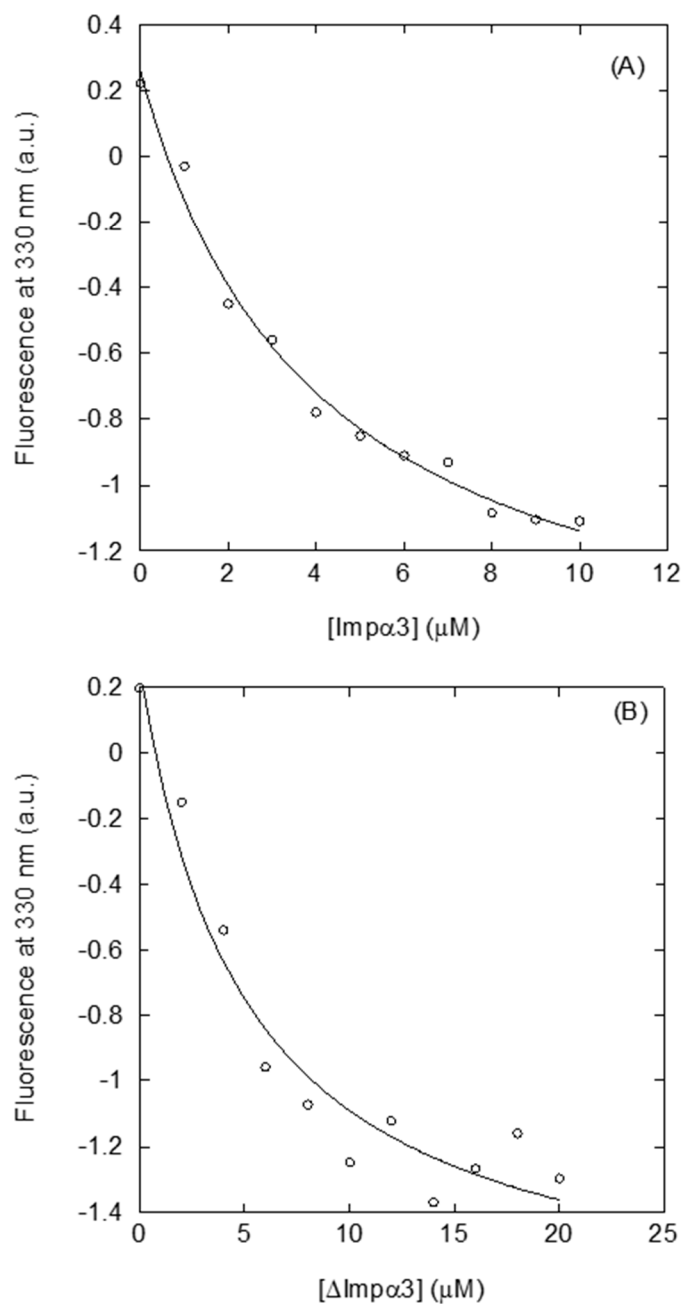 (A)
Fluorescence at 330 nm (a.u.)
0.4
0.2
0
-0.2
-0.4
-0.6
-0.8
-1
-1.2
0 2 4 6 8 10 12
[Impα3] (μM)
(B)
Fluorescence at 330 nm (a.u.)
0.2
0
-0.2
-0.4
-0.6
-0.8
-1
-1.2
-1.4
0 5 10 15 20 25
[ΔImpα3] (μM)